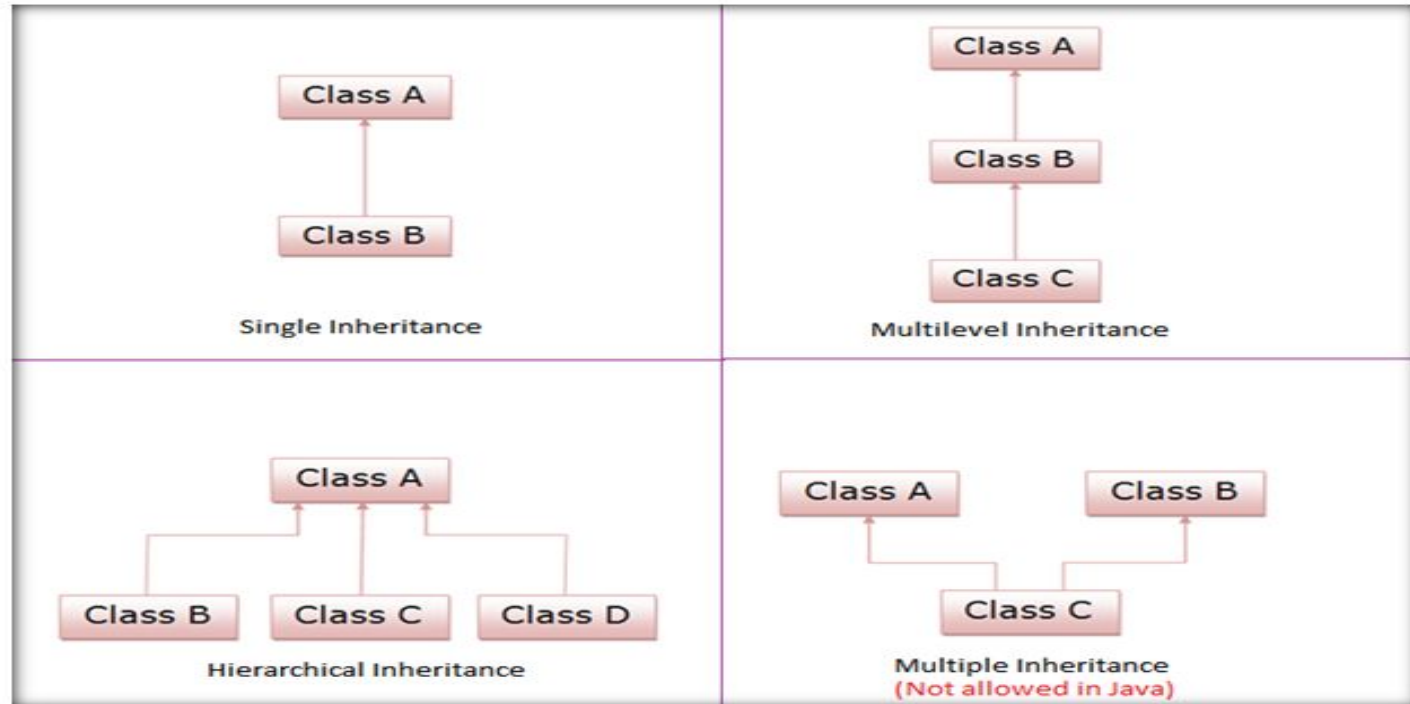 Class A
Class B
Single Inheritance
Class A
Class B
Class C
Multilevel Inheritance
Class A
Class B
Class C
Class D
Hierarchical Inheritance
Class A
Class B
Class C
Multiple Inheritance
(Not allowed in Java)